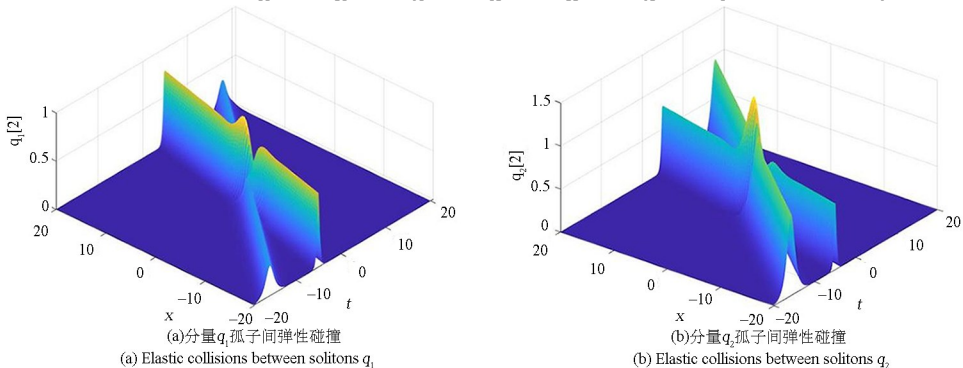 q₁[2]
1
0.5
0
20
10
0
−10
−20
x
−20
−10
0
10
20
t
(a)分量q₁孤子间弹性碰撞
(a) Elastic collisions between solitons q₁
q₂[2]
1.5
1
0.5
0
20
10
0
−10
−20
x
−20
−10
0
10
20
t
(b)分量q₂孤子间弹性碰撞
(b) Elastic collisions between solitons q₂